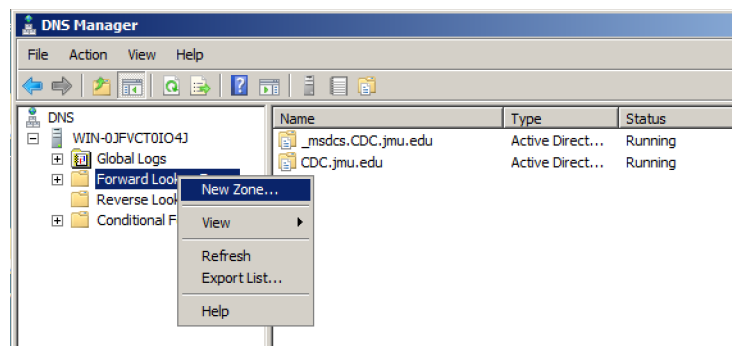 DNS Manager
File Action View Help
DNS
WIN-0JFVCT0IO4J
Global Logs
Forward Look
Reverse Look
Conditional F
Name Type Status
_msdcs.CDC.jmu.edu Active Direct... Running
CDC.jmu.edu Active Direct... Running
New Zone...
View
Refresh
Export List...
Help